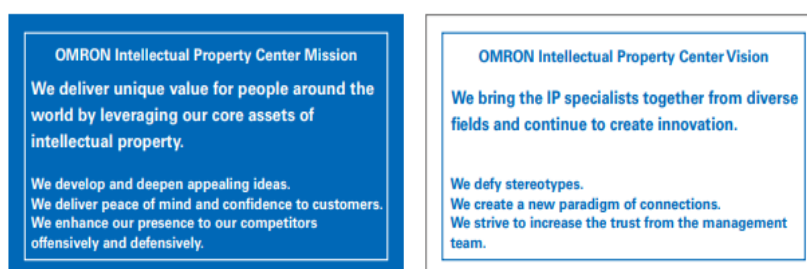 OMRON Intellectual Property Center Mission
We deliver unique value for people around the
world by leveraging our core assets of
intellectual property.
We develop and deepen appealing ideas.
We deliver peace of mind and confidence to customers.
We enhance our presence to our competitors
offensively and defensively.
OMRON Intellectual Property Center Vision
We bring the IP specialists together from diverse
fields and continue to create innovation.
We defy stereotypes.
We create a new paradigm of connections.
We strive to increase the trust from the management
team.